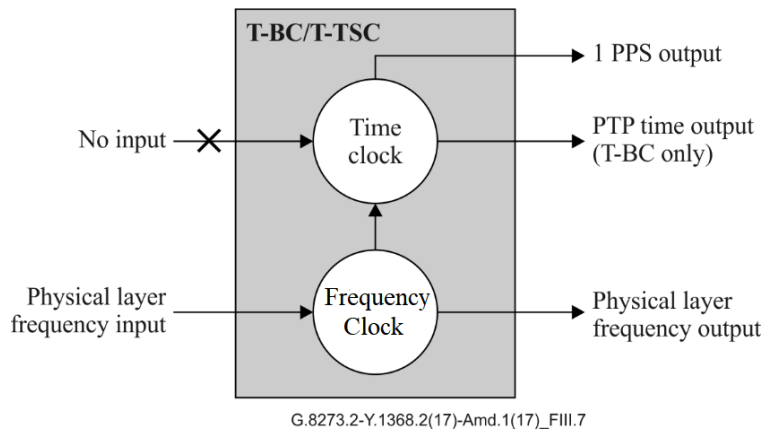 T-BC/T-TSC
1 PPS output
Time
clock
No input
PTP time output
(T-BC only)
Frequency
Clock
Physical layer
frequency input
Physical layer
frequency output
G.8273.2-Y.1368.2(17)-Amd.1(17)_FIII.7